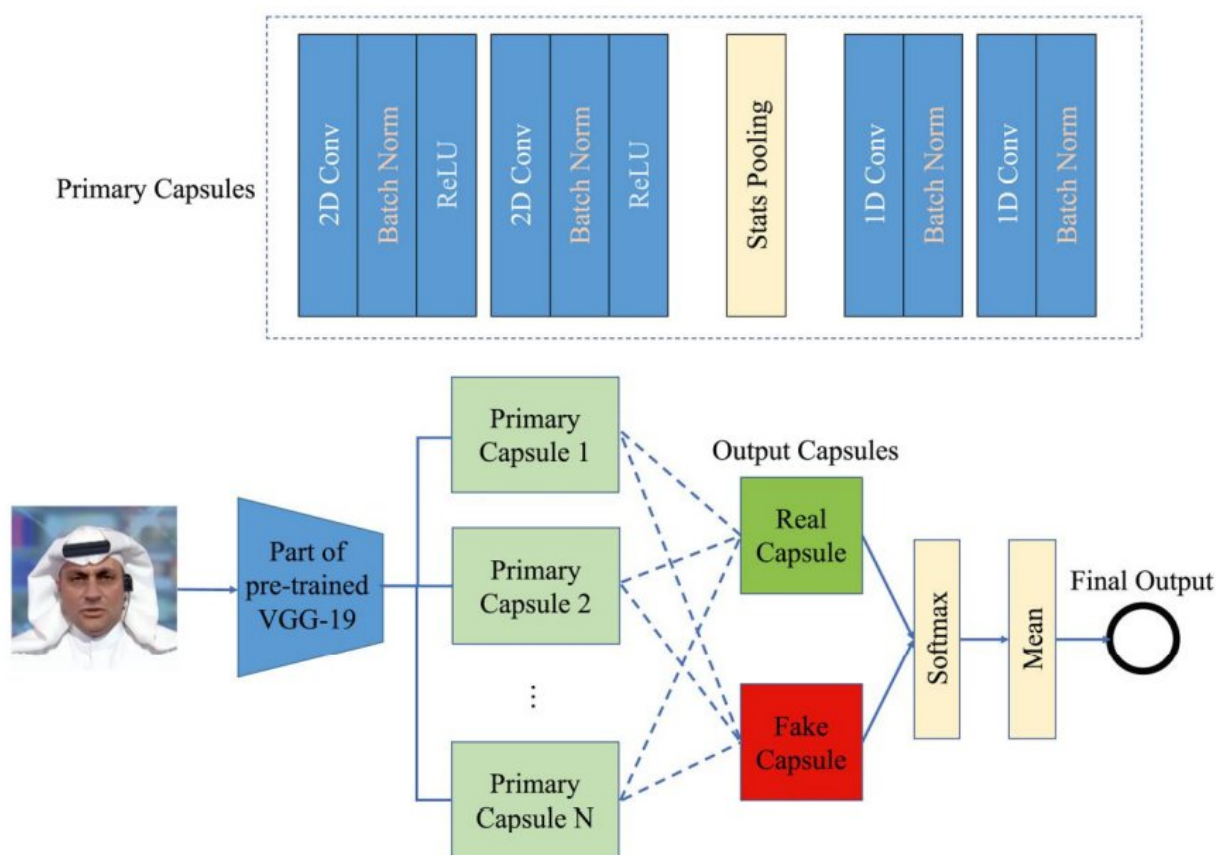 Primary Capsules
2D Conv
Batch Norm
ReLU
2D Conv
Batch Norm
ReLU
Stats Pooling
1D Conv
Batch Norm
1D Conv
Batch Norm
Part of
pre-trained
VGG-19
Primary
Capsule 1
Primary
Capsule 2
...
Primary
Capsule N
Output Capsules
Real
Capsule
Fake
Capsule
Softmax
Mean
Final Output